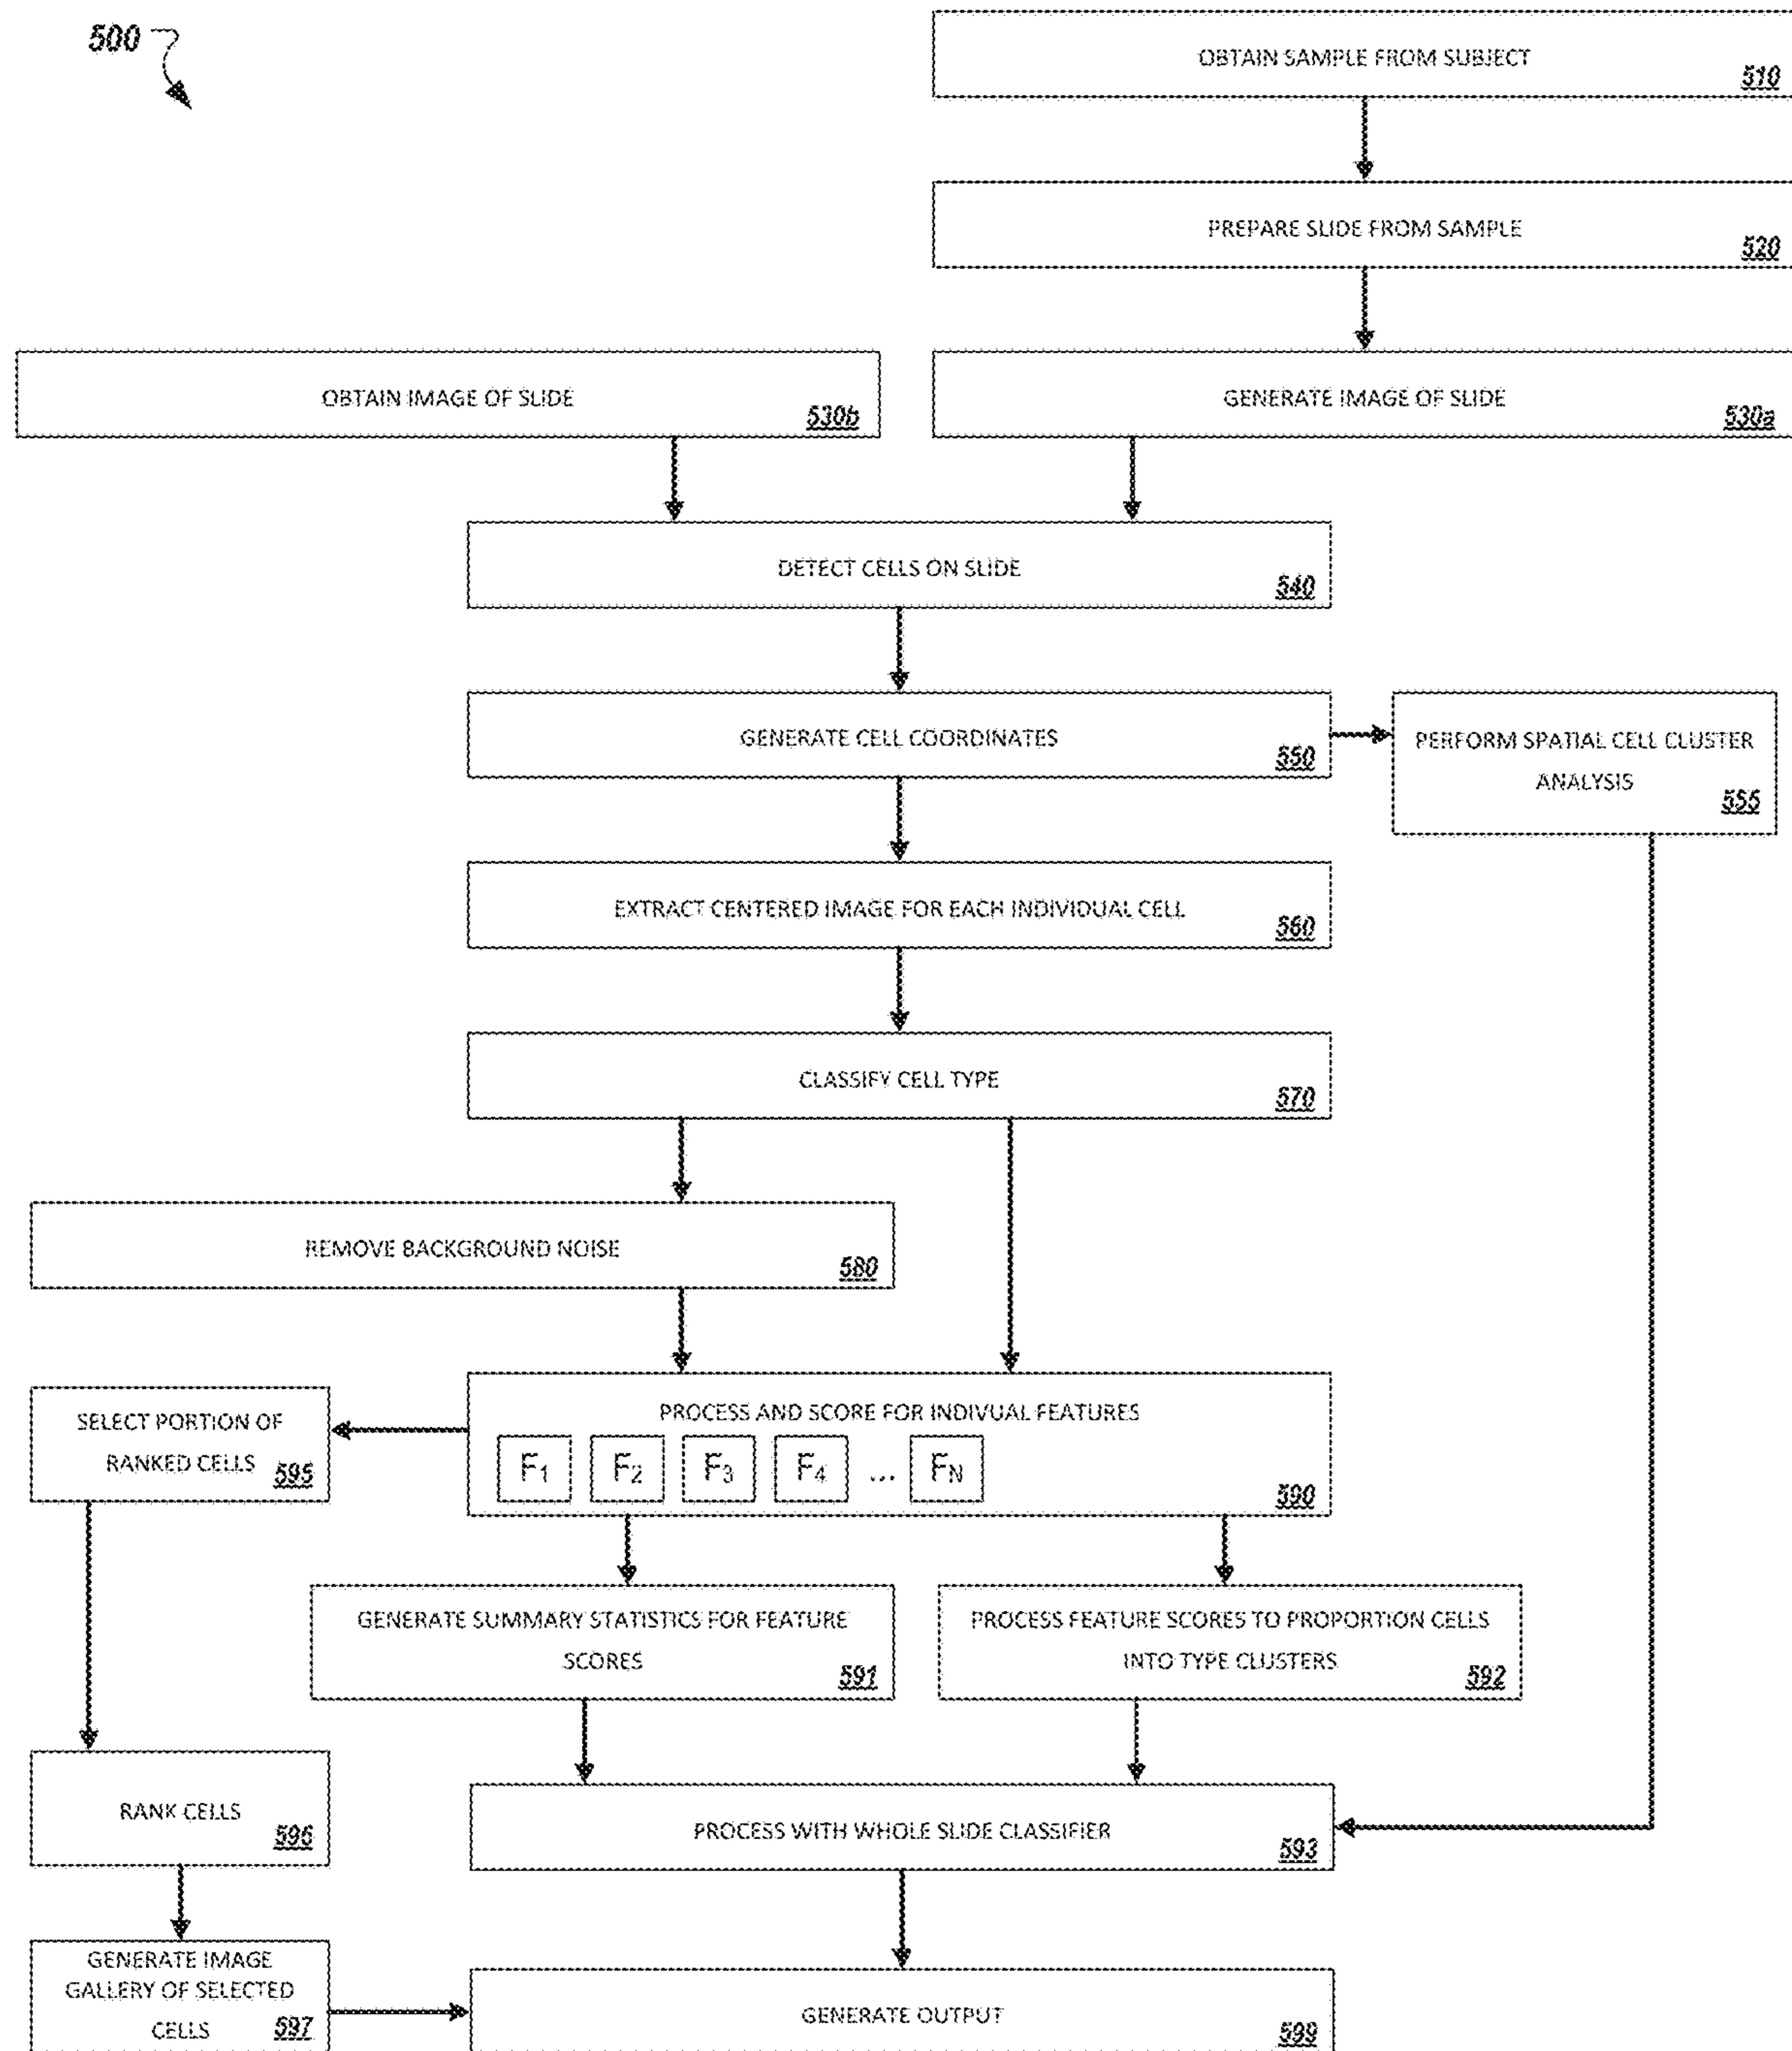 500
OBTAIN SAMPLE FROM SUBJECT
510
PREPARE SLIDE FROM SAMPLE
520
OBTAIN IMAGE OF SLIDE
530b
GENERATE IMAGE OF SLIDE
530a
DETECT CELLS ON SLIDE
540
GENERATE CELL COORDINATES
550
PERFORM SPATIAL CELL CLUSTER
ANALYSIS
555
EXTRACT CENTERED IMAGE FOR EACH INDIVIDUAL CELL
560
CLASSIFY CELL TYPE
570
REMOVE BACKGROUND NOISE
580
SELECT PORTION OF
RANKED CELLS
595
PROCESS AND SCORE FOR INDIVUAL FEATURES
F1 F2 F3 F4 ... FN
590
GENERATE SUMMARY STATISTICS FOR FEATURE
SCORES
591
PROCESS FEATURE SCORES TO PROPORTION CELLS
INTO TYPE CLUSTERS
592
RANK CELLS
596
PROCESS WITH WHOLE SLIDE CLASSIFIER
593
GENERATE IMAGE
GALLERY OF SELECTED
CELLS
597
GENERATE OUTPUT
599